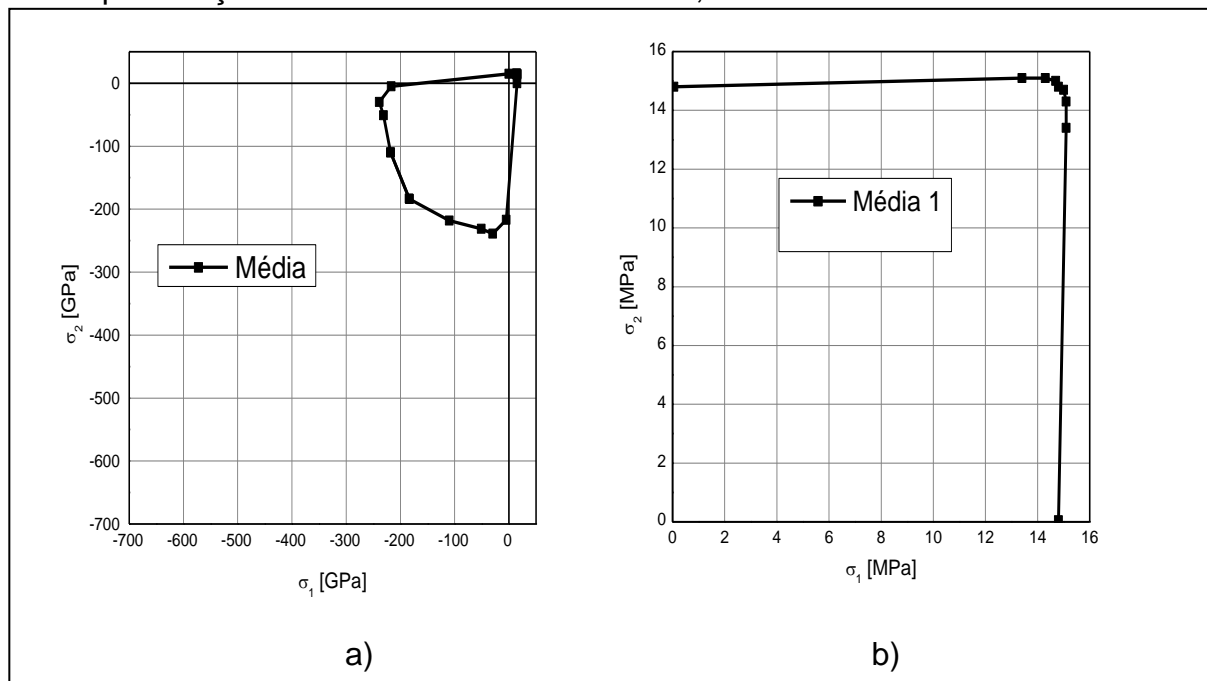 0
-100
-200
-300
-400
-500
-600
-700
-700 -600 -500 -400 -300 -200 -100 0
σ2 [GPa]
σ1 [GPa]
Média
a)
16
14
12
10
8
6
4
2
0
0 2 4 6 8 10 12 14 16
σ2 [MPa]
σ1 [MPa]
Média 1
b)